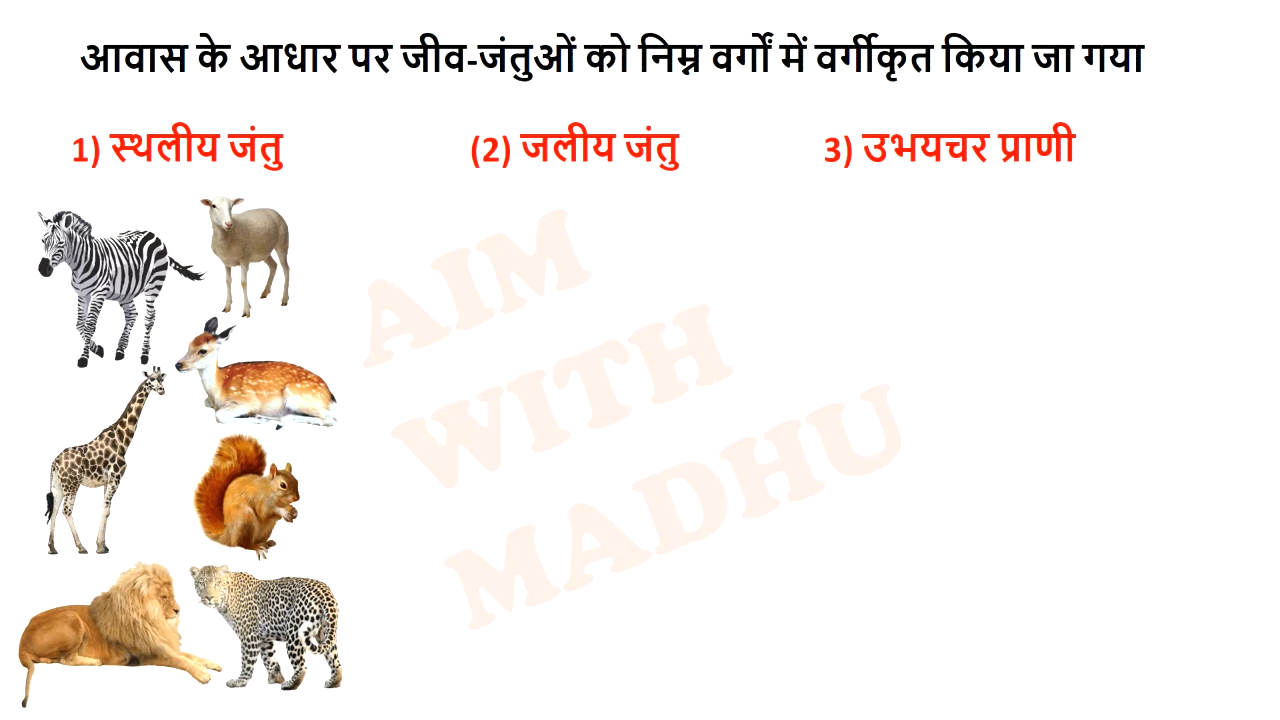 आवास के आधार पर जीव-जंतुओं को निम्न वर्गों में वर्गीकृत किया जा गया
1) स्थलीय जंतु (2) जलीय जंतु 3) उभयचर प्राणी
AIM
WITH
MADHU